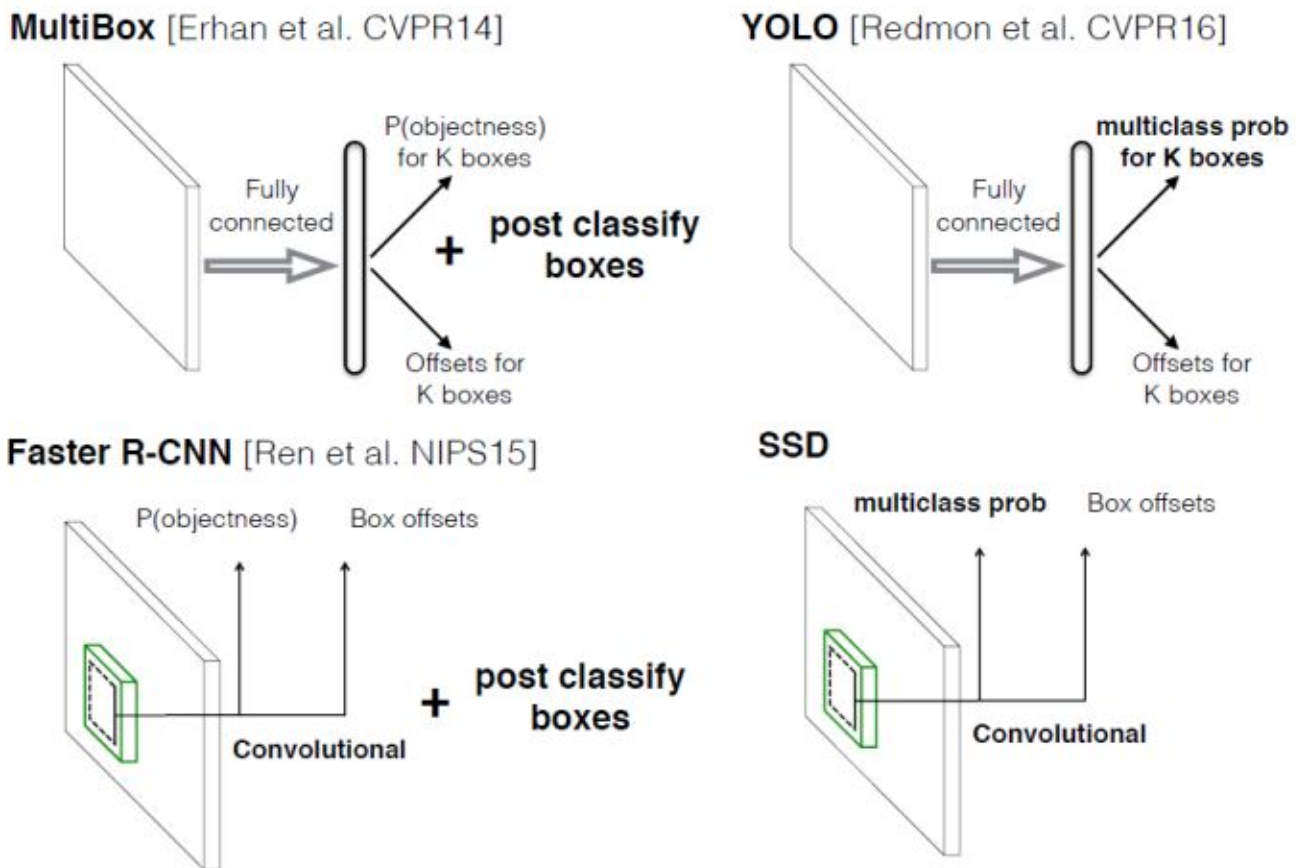 MultiBox [Erhan et al. CVPR14]
P(objectness)
for K boxes
Fully
connected
+ post classify
boxes
Offsets for
K boxes
YOLO [Redmon et al. CVPR16]
multiclass prob
for K boxes
Fully
connected
Offsets for
K boxes
Faster R-CNN [Ren et al. NIPS15]
P(objectness) Box offsets
+ post classify
boxes
Convolutional
SSD
multiclass prob Box offsets
Convolutional